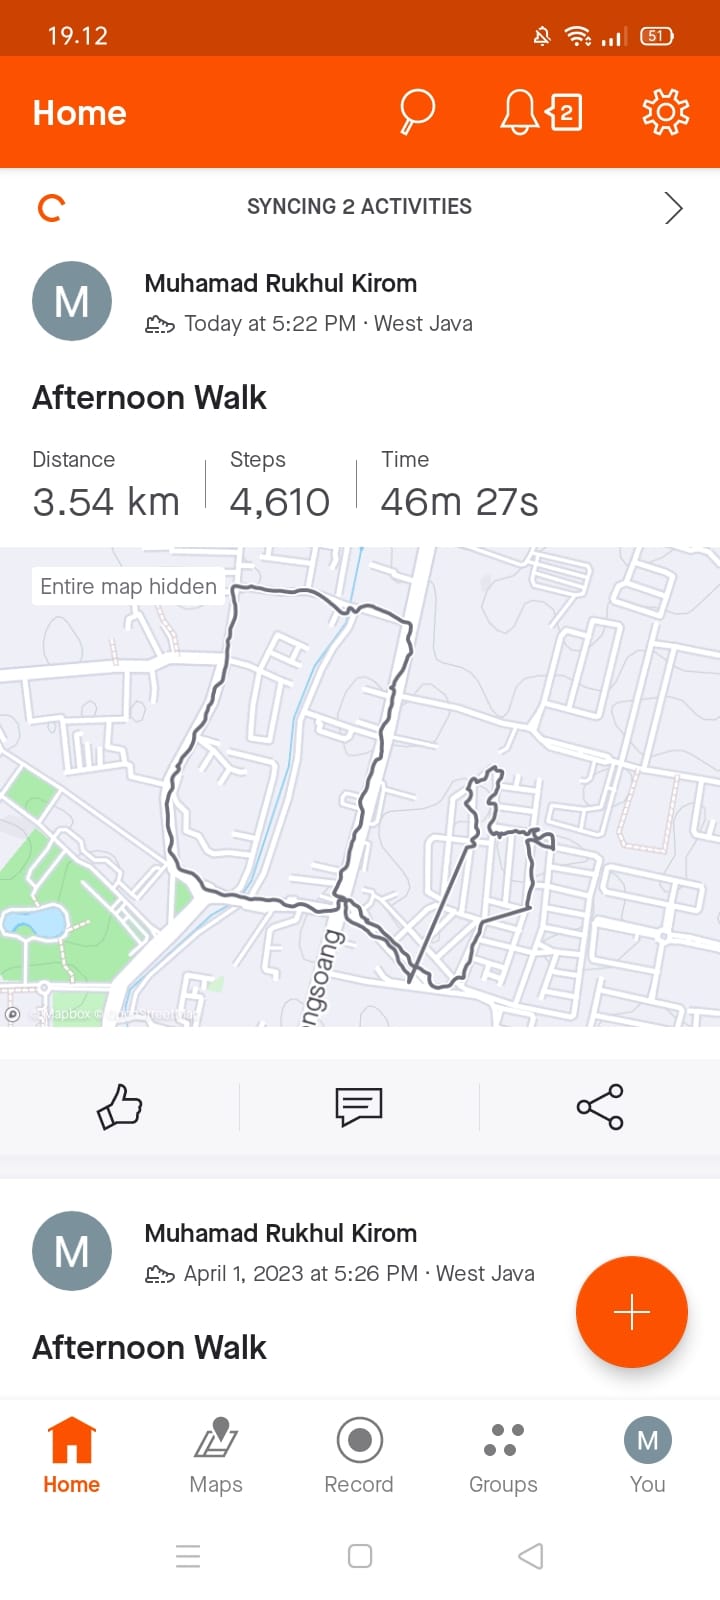 19.12
51
Home
2
SYNCING 2 ACTIVITIES
M
Muhamad Rukhul Kirom
Today at 5:22 PM · West Java
Afternoon Walk
Distance
Steps
Time
3.54 km
4,610
46m 27s
Entire map hidden
ngsoang
© Mapbox © OpenStreetMap
M
Muhamad Rukhul Kirom
April 1, 2023 at 5:26 PM · West Java
Afternoon Walk
M
Home
Maps
Record
Groups
You